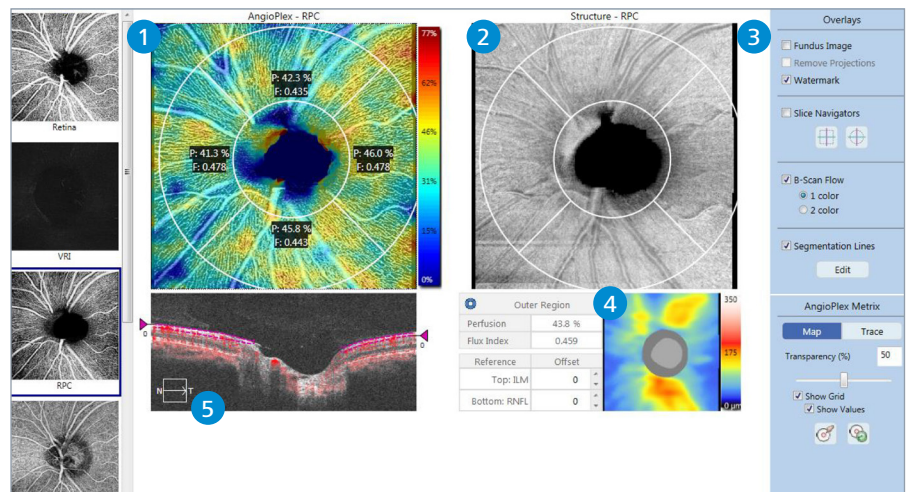 Retina
VRI
RPC
1
AngioPlex - RPC
P: 42.3 %
F: 0.435
P: 41.3 %
F: 0.478
P: 46.0 %
F: 0.478
P: 45.8 %
F: 0.443
77%
62%
46%
31%
15%
0%
2
Structure - RPC
0
0
N
T
5
Outer Region
Perfusion 43.8 %
Flux Index 0.459
Reference Offset
Top: ILM 0
Bottom: RNFL 0
4
350
175
0 µm
3
Overlays
Fundus Image
Remove Projections
Watermark
Slice Navigators
B-Scan Flow
1 color
2 color
Segmentation Lines
Edit
AngioPlex Metrix
Map Trace
Transparency (%) 50
Show Grid
Show Values